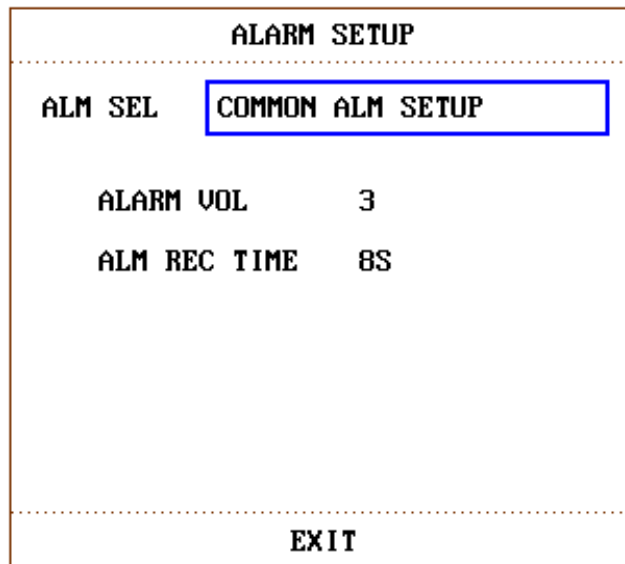 ALARM SETUP
ALM SEL COMMON ALM SETUP
ALARM VOL 3
ALM REC TIME 8S
EXIT